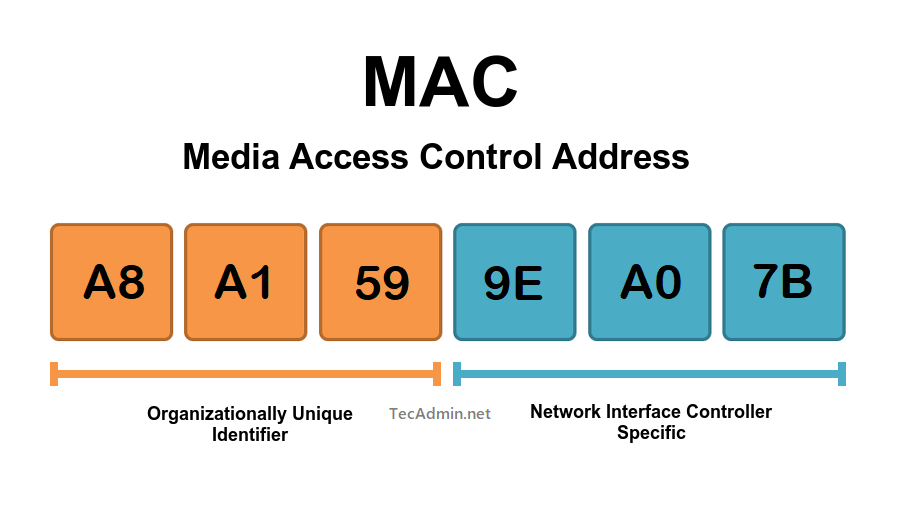 MAC
Media Access Control Address
A8 A1 59 9E A0 7B
Organizationally Unique
Identifier
TecAdmin.net
Network Interface Controller
Specific